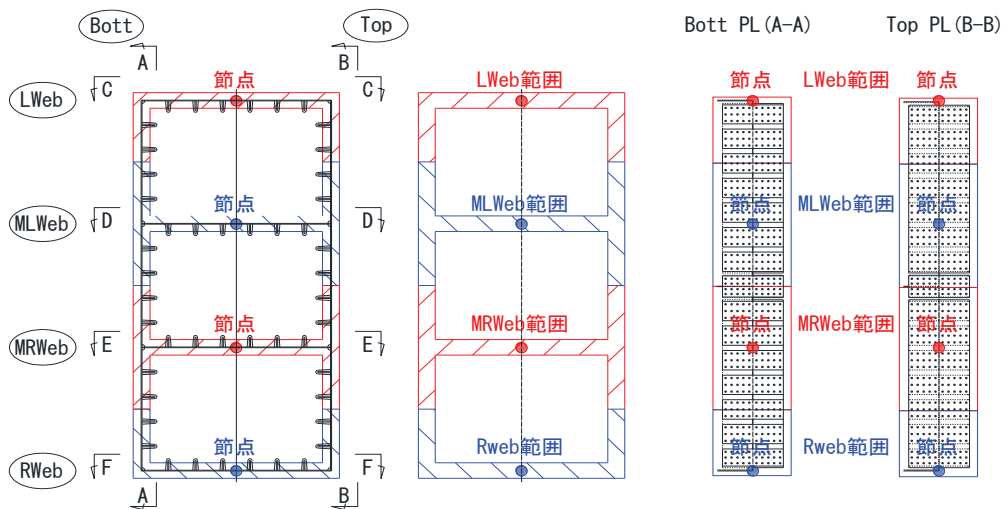 Bott
Top
Bott PL(A-A)
Top PL(B-B)
A
B
C
節点
C
LWeb範囲
節点
LWeb範囲
節点
LWeb
MLWeb
D
節点
D
MLWeb範囲
節点
MLWeb範囲
節点
MRWeb
E
節点
E
MRWeb範囲
節点
MRWeb範囲
節点
RWeb
F
節点
F
Rweb範囲
節点
Rweb範囲
節点
A
B